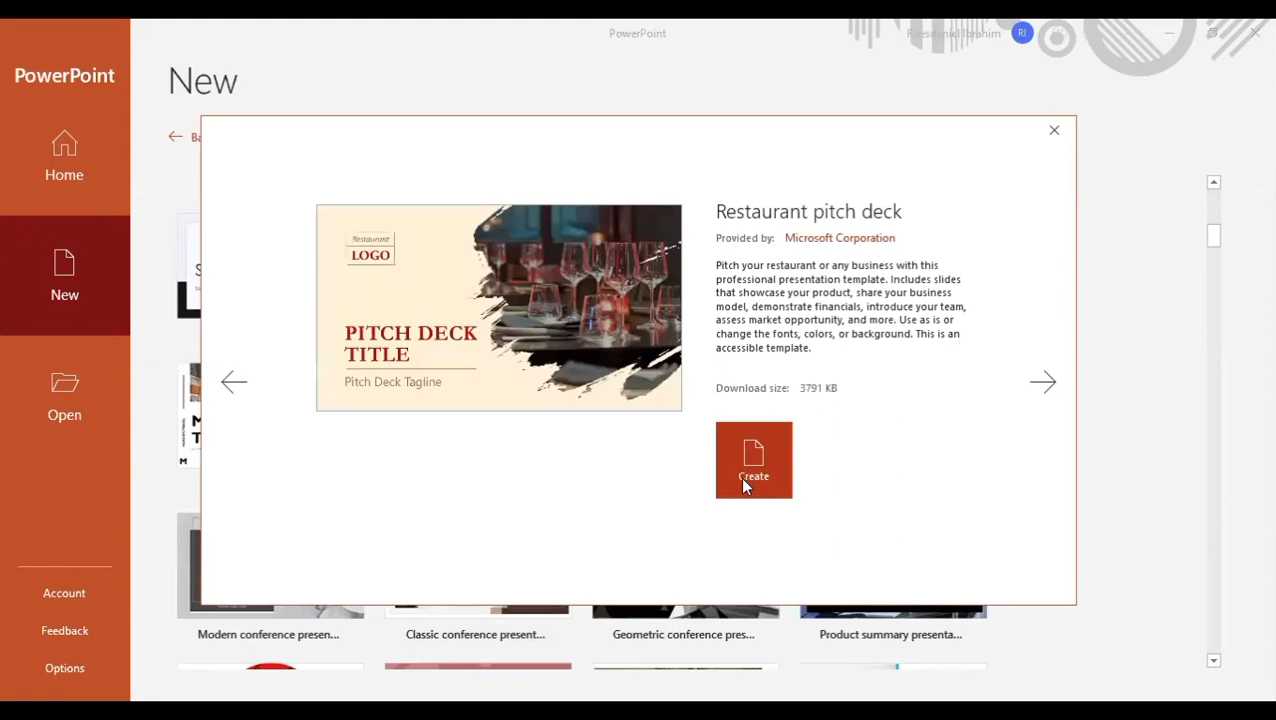 PowerPoint
Ibrahim
RI
PowerPoint
New
Home
New
Open
Restaurant pitch deck
Provided by: Microsoft Corporation
Pitch your restaurant or any business with this
professional presentation template. Includes slides
that showcase your product, share your business
model, demonstrate financials, introduce your team,
assess market opportunity, and more. Use as is or
change the fonts, colors, or background. This is an
accessible template.
Download size: 3791 KB
Create
Restaurant
LOGO
PITCH DECK
TITLE
Pitch Deck Tagline
Modern conference presen...
Classic conference present...
Geometric conference pres...
Product summary presenta...
Account
Feedback
Options